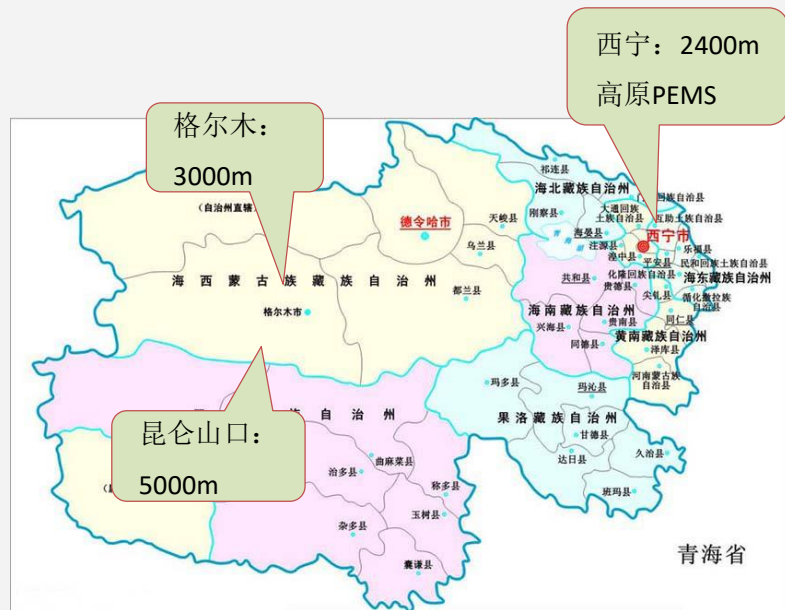 西宁：2400m
高原PEMS
格尔木：
3000m
祁连县
海北藏族自治州
回族自治县
大通回族
土族自治县
互助土族自治县
（自治州直辖）
刚察县
海晏县
德令哈市
天峻县
西宁市
湟源县
乐都县
乌兰县
湟中县
平安县
民和回族土族自治县
海西蒙古族藏族自治州
共和县
化隆回族自治县
海东藏族自治州
贵德县
都兰县
尖扎县
循化撒拉族
自治县
格尔木市
海南藏族自治州
同仁县
兴海县
贵南县
黄南藏族自治州
同德县
泽库县
河南蒙古族
自治县
玛多县
玛沁县
族自治州
果洛藏族自治州
昆仑山口：
5000m
甘德县
曲麻莱县
治多县
达日县
久治县
称多县
班玛县
玉树县
杂多县
囊谦县
青海省